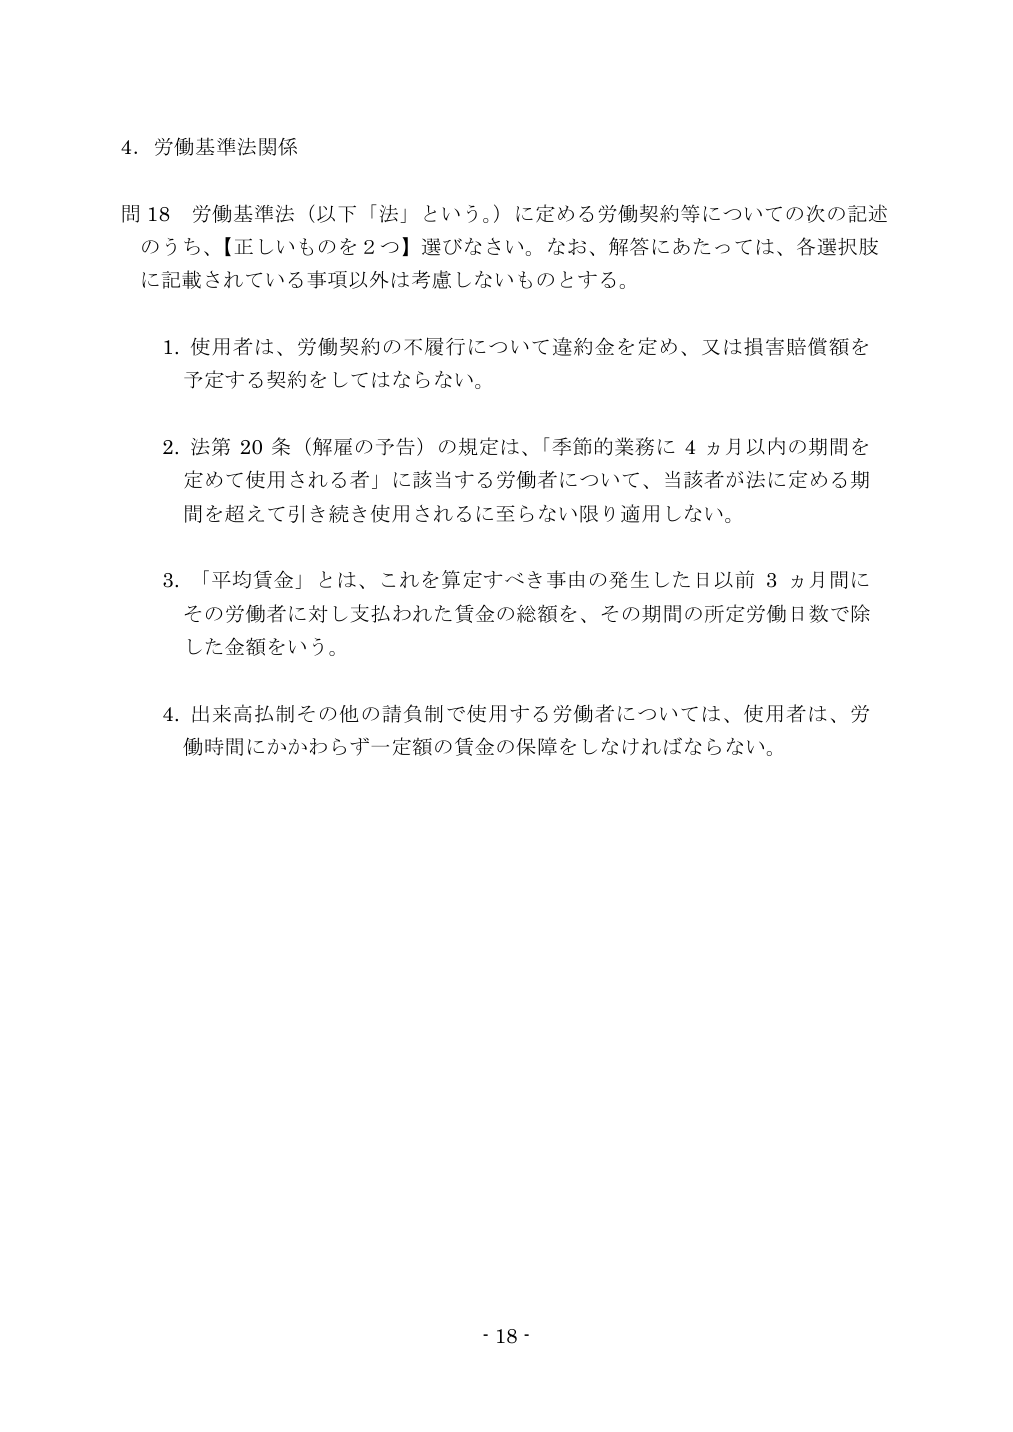 4. 労働基準法関係
問 18　労働基準法（以下「法」という。）に定める労働契約等についての次の記述
のうち、【正しいものを２つ】選びなさい。なお、解答にあたっては、各選択肢
に記載されている事項以外は考慮しないものとする。
1. 使用者は、労働契約の不履行について違約金を定め、又は損害賠償額を
予定する契約をしてはならない。
2. 法第 20 条（解雇の予告）の規定は、「季節的業務に 4 ヵ月以内の期間を
定めて使用される者」に該当する労働者について、当該者が法に定める期
間を超えて引き続き使用されるに至らない限り適用しない。
3. 「平均賃金」とは、これを算定すべき事由の発生した日以前 3 ヵ月間に
その労働者に対し支払われた賃金の総額を、その期間の所定労働日数で除
した金額をいう。
4. 出来高払制その他の請負制で使用する労働者については、使用者は、労
働時間にかかわらず一定額の賃金の保障をしなければならない。
- 18 -